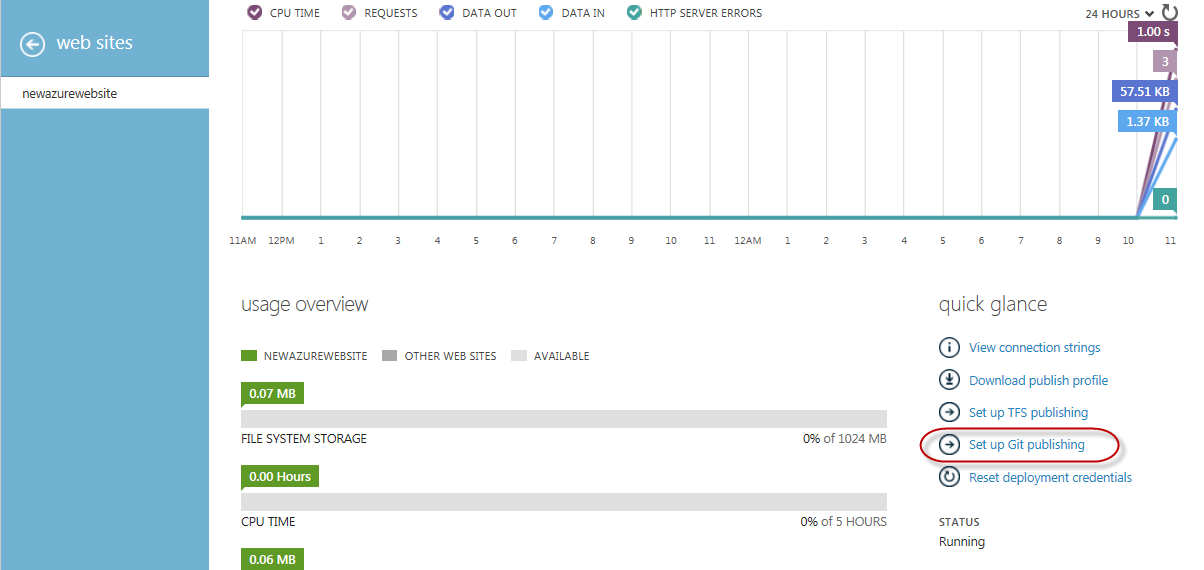 CPU TIME REQUESTS DATA OUT DATA IN HTTP SERVER ERRORS 24 HOURS
web sites
newazurewebsite
1.00 s
3
57.51 KB
1.37 KB
0
11AM 12PM 1 2 3 4 5 6 7 8 9 10 11 12AM 1 2 3 4 5 6 7 8 9 10 11
usage overview
NEWAZUREWEBSITE OTHER WEB SITES AVAILABLE
0.07 MB
FILE SYSTEM STORAGE 0% of 1024 MB
0.00 Hours
CPU TIME 0% of 5 HOURS
0.06 MB
quick glance
View connection strings
Download publish profile
Set up TFS publishing
Set up Git publishing
Reset deployment credentials
STATUS
Running